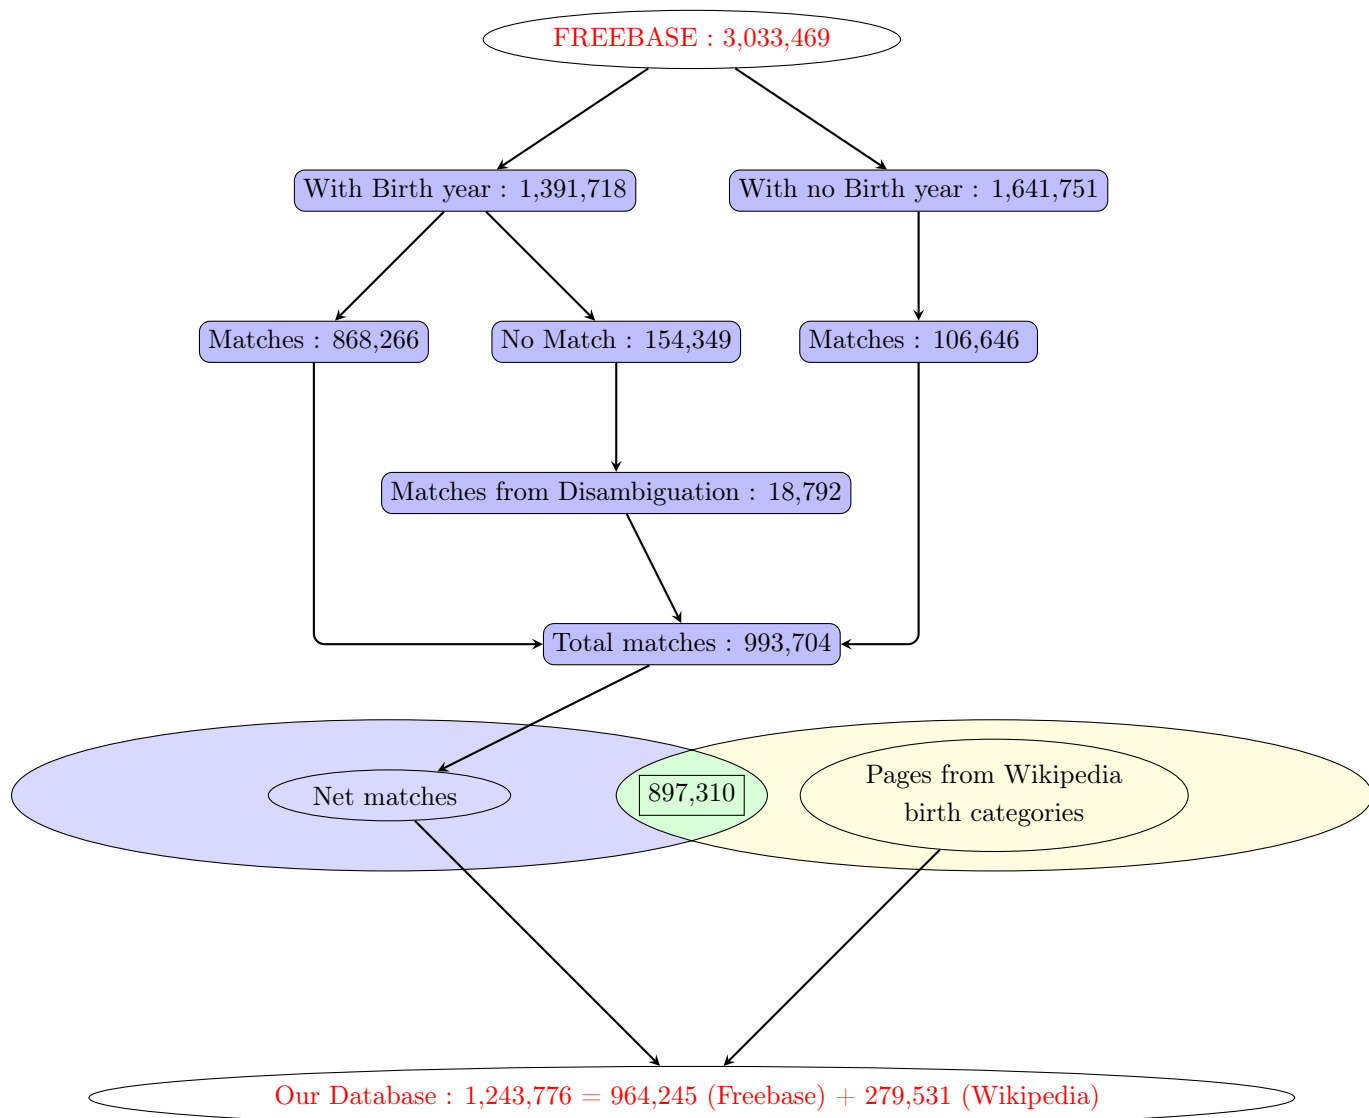 FREEBASE : 3,033,469
With Birth year : 1,391,718
With no Birth year : 1,641,751
Matches : 868,266
No Match : 154,349
Matches : 106,646
Matches from Disambiguation : 18,792
Total matches : 993,704
Net matches
897,310
Pages from Wikipedia
birth categories
Our Database : 1,243,776 = 964,245 (Freebase) + 279,531 (Wikipedia)